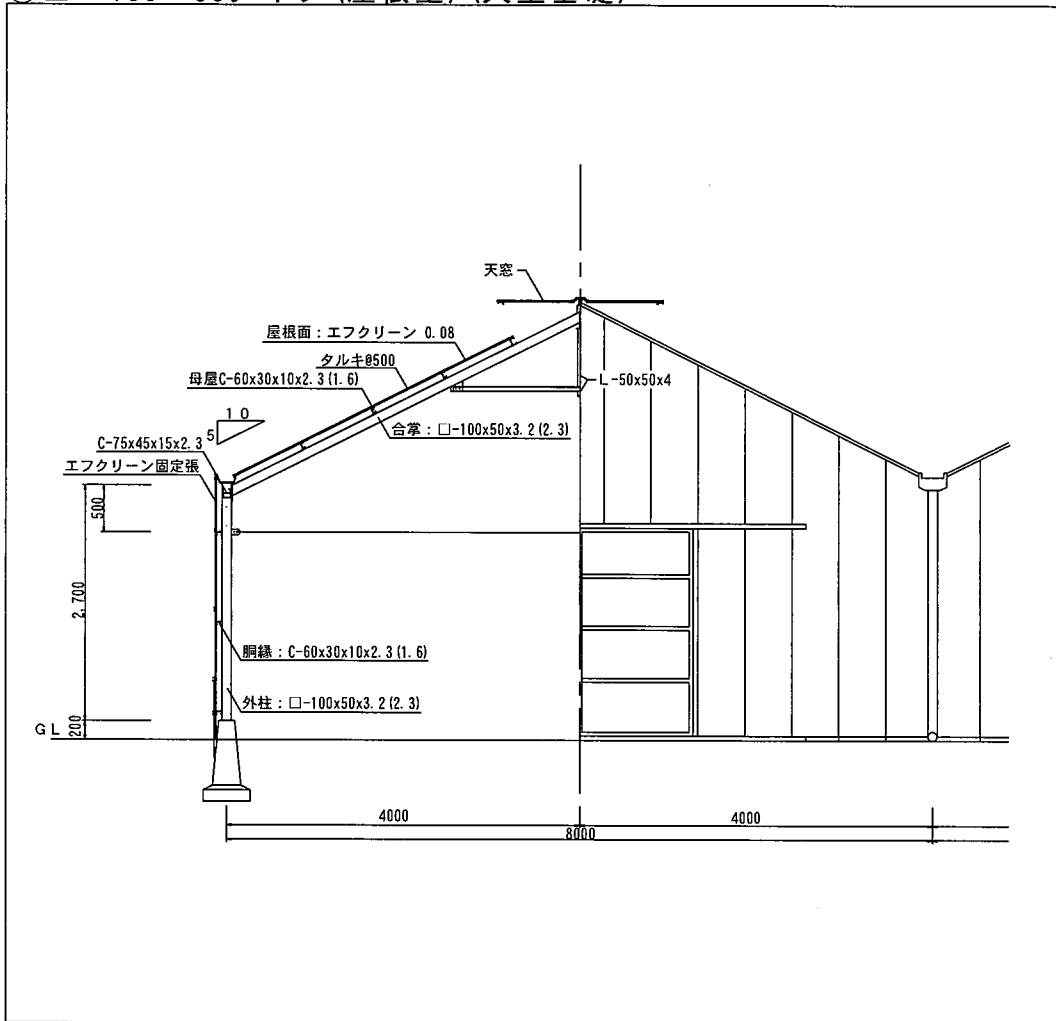 天窓
屋根面：エフクリーン 0.08
タルキ@500
母屋C-60x30x10x2.3(1.6)
L-50x50x4
10
5
合掌：□-100x50x3.2(2.3)
C-75x45x15x2.3
エフクリーン固定張
500
2,700
胴縁：C-60x30x10x2.3(1.6)
外柱：□-100x50x3.2(2.3)
200
GL
4000
4000
8000